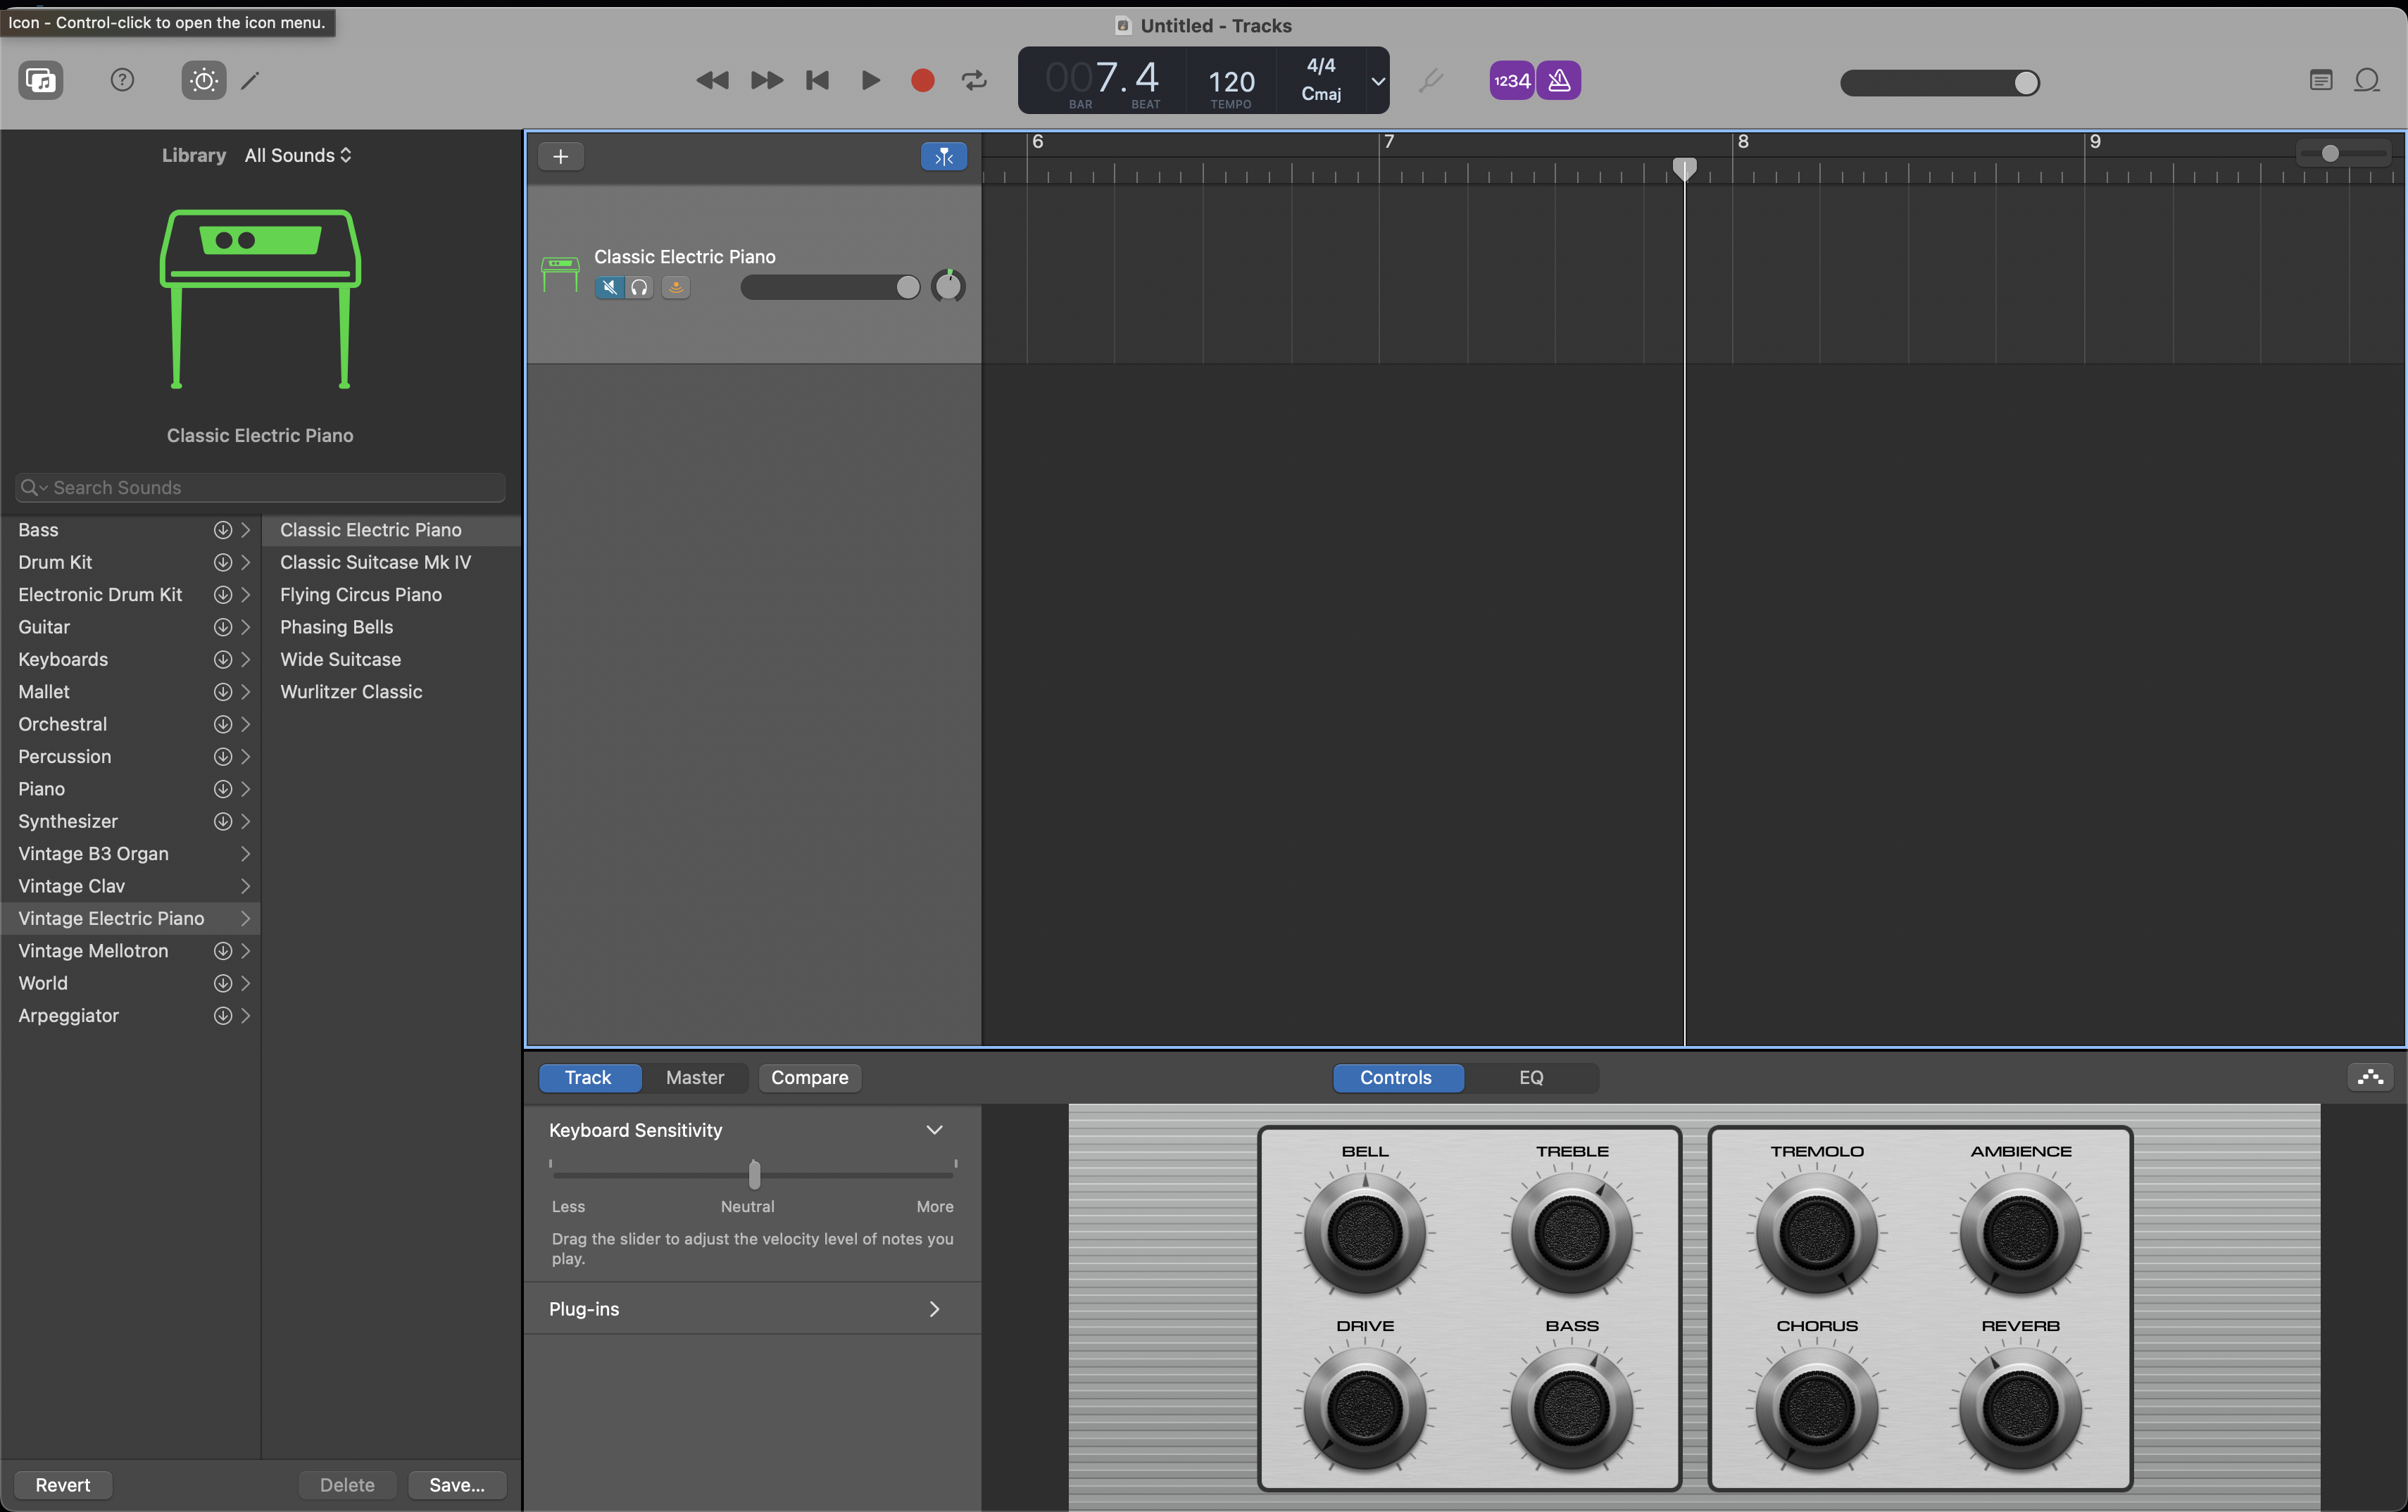 Icon - Control-click to open the icon menu.
Untitled - Tracks
007.4
BAR BEAT
120
TEMPO
4/4
Cmaj
1234
Library All Sounds
Classic Electric Piano
Search Sounds
Bass
Drum Kit
Electronic Drum Kit
Guitar
Keyboards
Mallet
Orchestral
Percussion
Piano
Synthesizer
Vintage B3 Organ
Vintage Clav
Vintage Electric Piano
Vintage Mellotron
World
Arpeggiator
Classic Electric Piano
Classic Suitcase Mk IV
Flying Circus Piano
Phasing Bells
Wide Suitcase
Wurlitzer Classic
Revert
Delete
Save...
6 7 8 9
Classic Electric Piano
Track Master Compare
Controls EQ
Keyboard Sensitivity
Less Neutral More
Drag the slider to adjust the velocity level of notes you
play.
Plug-ins
BELL TREBLE TREMOLO AMBIENCE
DRIVE BASS CHORUS REVERB